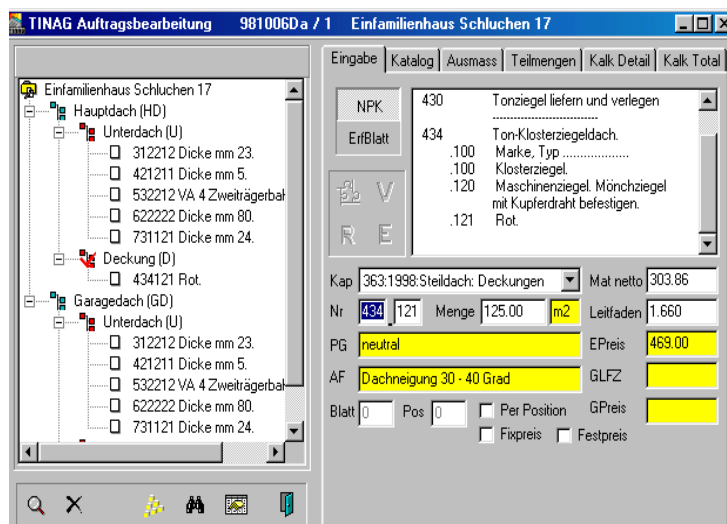 TINAG Auftragsbearbeitung 981006Da / 1 Einfamilienhaus Schluchen 17
Einfamilienhaus Schluchen 17
Hauptdach (HD)
Unterdach (U)
312212 Dicke mm 23.
421211 Dicke mm 5.
532212 VA 4 Zweiträgerbah
622222 Dicke mm 80.
731121 Dicke mm 24.
Deckung (D)
434121 Rot.
Garagedach (GD)
Unterdach (U)
312212 Dicke mm 23.
421211 Dicke mm 5.
532212 VA 4 Zweiträgerbah
622222 Dicke mm 80.
731121 Dicke mm 24.
Eingabe Katalog Ausmass Teilmengen Kalk Detail Kalk Total
NPK
ErfBlatt
V
R E
430 Tonziegel liefern und verlegen
----------------------------
434 Ton-Klosterziegeldach.
.100 Marke, Typ ..................
.100 Klosterziegel.
.120 Maschinenziegel. Mönchziegel
mit Kupferdraht befestigen.
.121 Rot.
Kap 363:1998:Steildach: Deckungen Mat netto 303.86
Nr 434 121 Menge 125.00 m2 Leitfaden 1.660
PG neutral EPreis 469.00
AF Dachneigung 30 - 40 Grad GLFZ
Blatt 0 Pos 0 Per Position GPreis
Fixpreis Festpreis